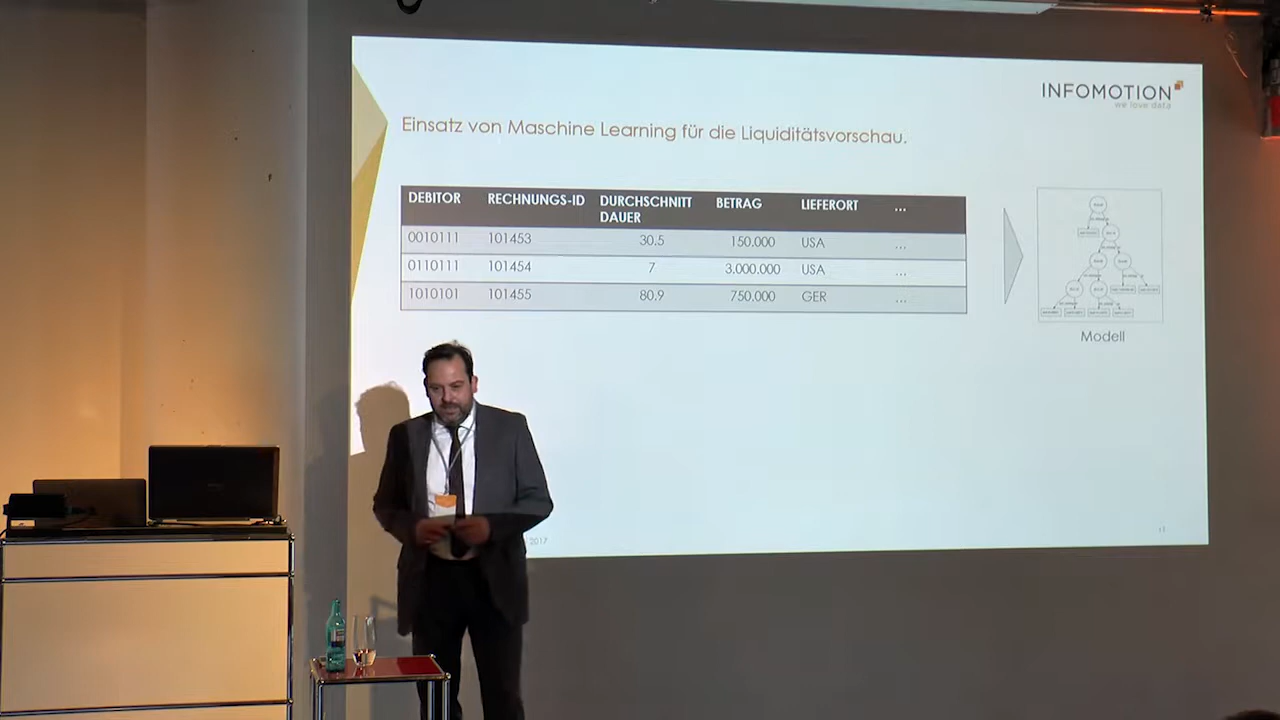 INFOMOTION
we love data
Einsatz von Maschine Learning für die Liquiditätsvorschau.
DEBITOR RECHNUNGS-ID DURCHSCHNITT DAUER BETRAG LIEFERORT ...
0010111 101453 30.5 150.000 USA ...
0110111 101454 7 3.000.000 USA ...
1010101 101455 80.9 750.000 GER ...
Modell
2017